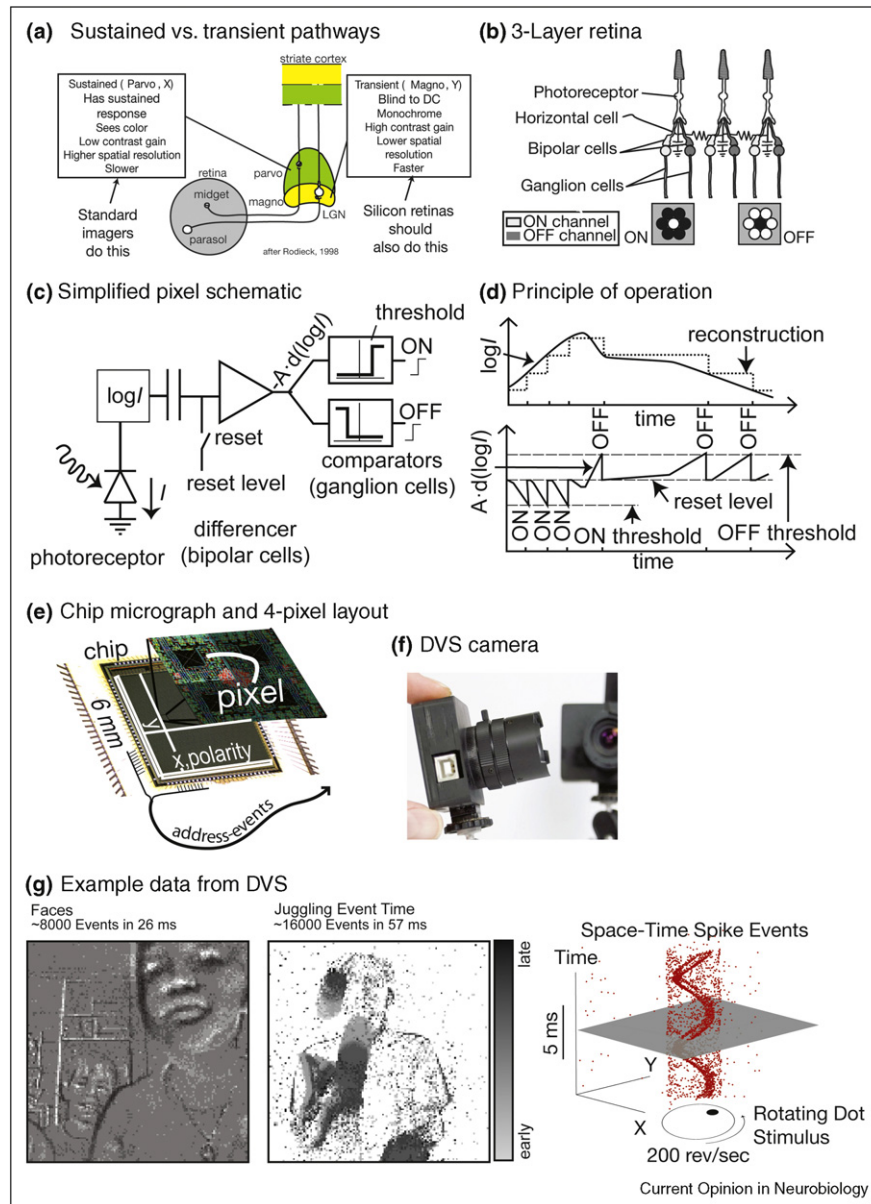 (a) Sustained vs. transient pathways
striate cortex
Sustained ( Parvo , X)
Has sustained
response
Sees color
Low contrast gain
Higher spatial resolution
Slower
Transient ( Magno , Y)
Blind to DC
Monochrome
High contrast gain
Lower spatial
resolution
Faster
retina
midget
parasol
parvo
magno
LGN
Standard
imagers
do this
Silicon retinas
should
also do this
after Rodieck, 1998
(b) 3-Layer retina
Photoreceptor
Horizontal cell
Bipolar cells
Ganglion cells
ON channel
OFF channel
ON
OFF
(c) Simplified pixel schematic
threshold
-A·d(logI)
ON
logI
OFF
reset
reset level
comparators
(ganglion cells)
I
differencer
(bipolar cells)
photoreceptor
(d) Principle of operation
logI
reconstruction
time
OFF
OFF
OFF
A·d(logI)
reset level
ON
ON
ON
ON threshold
OFF threshold
time
(e) Chip micrograph and 4-pixel layout
chip
pixel
6 mm
y
x,polarity
address-events
(f) DVS camera
(g) Example data from DVS
Faces
~8000 Events in 26 ms
Juggling Event Time
~16000 Events in 57 ms
late
early
Space-Time Spike Events
Time
5 ms
Y
X
Rotating Dot
Stimulus
200 rev/sec
Current Opinion in Neurobiology